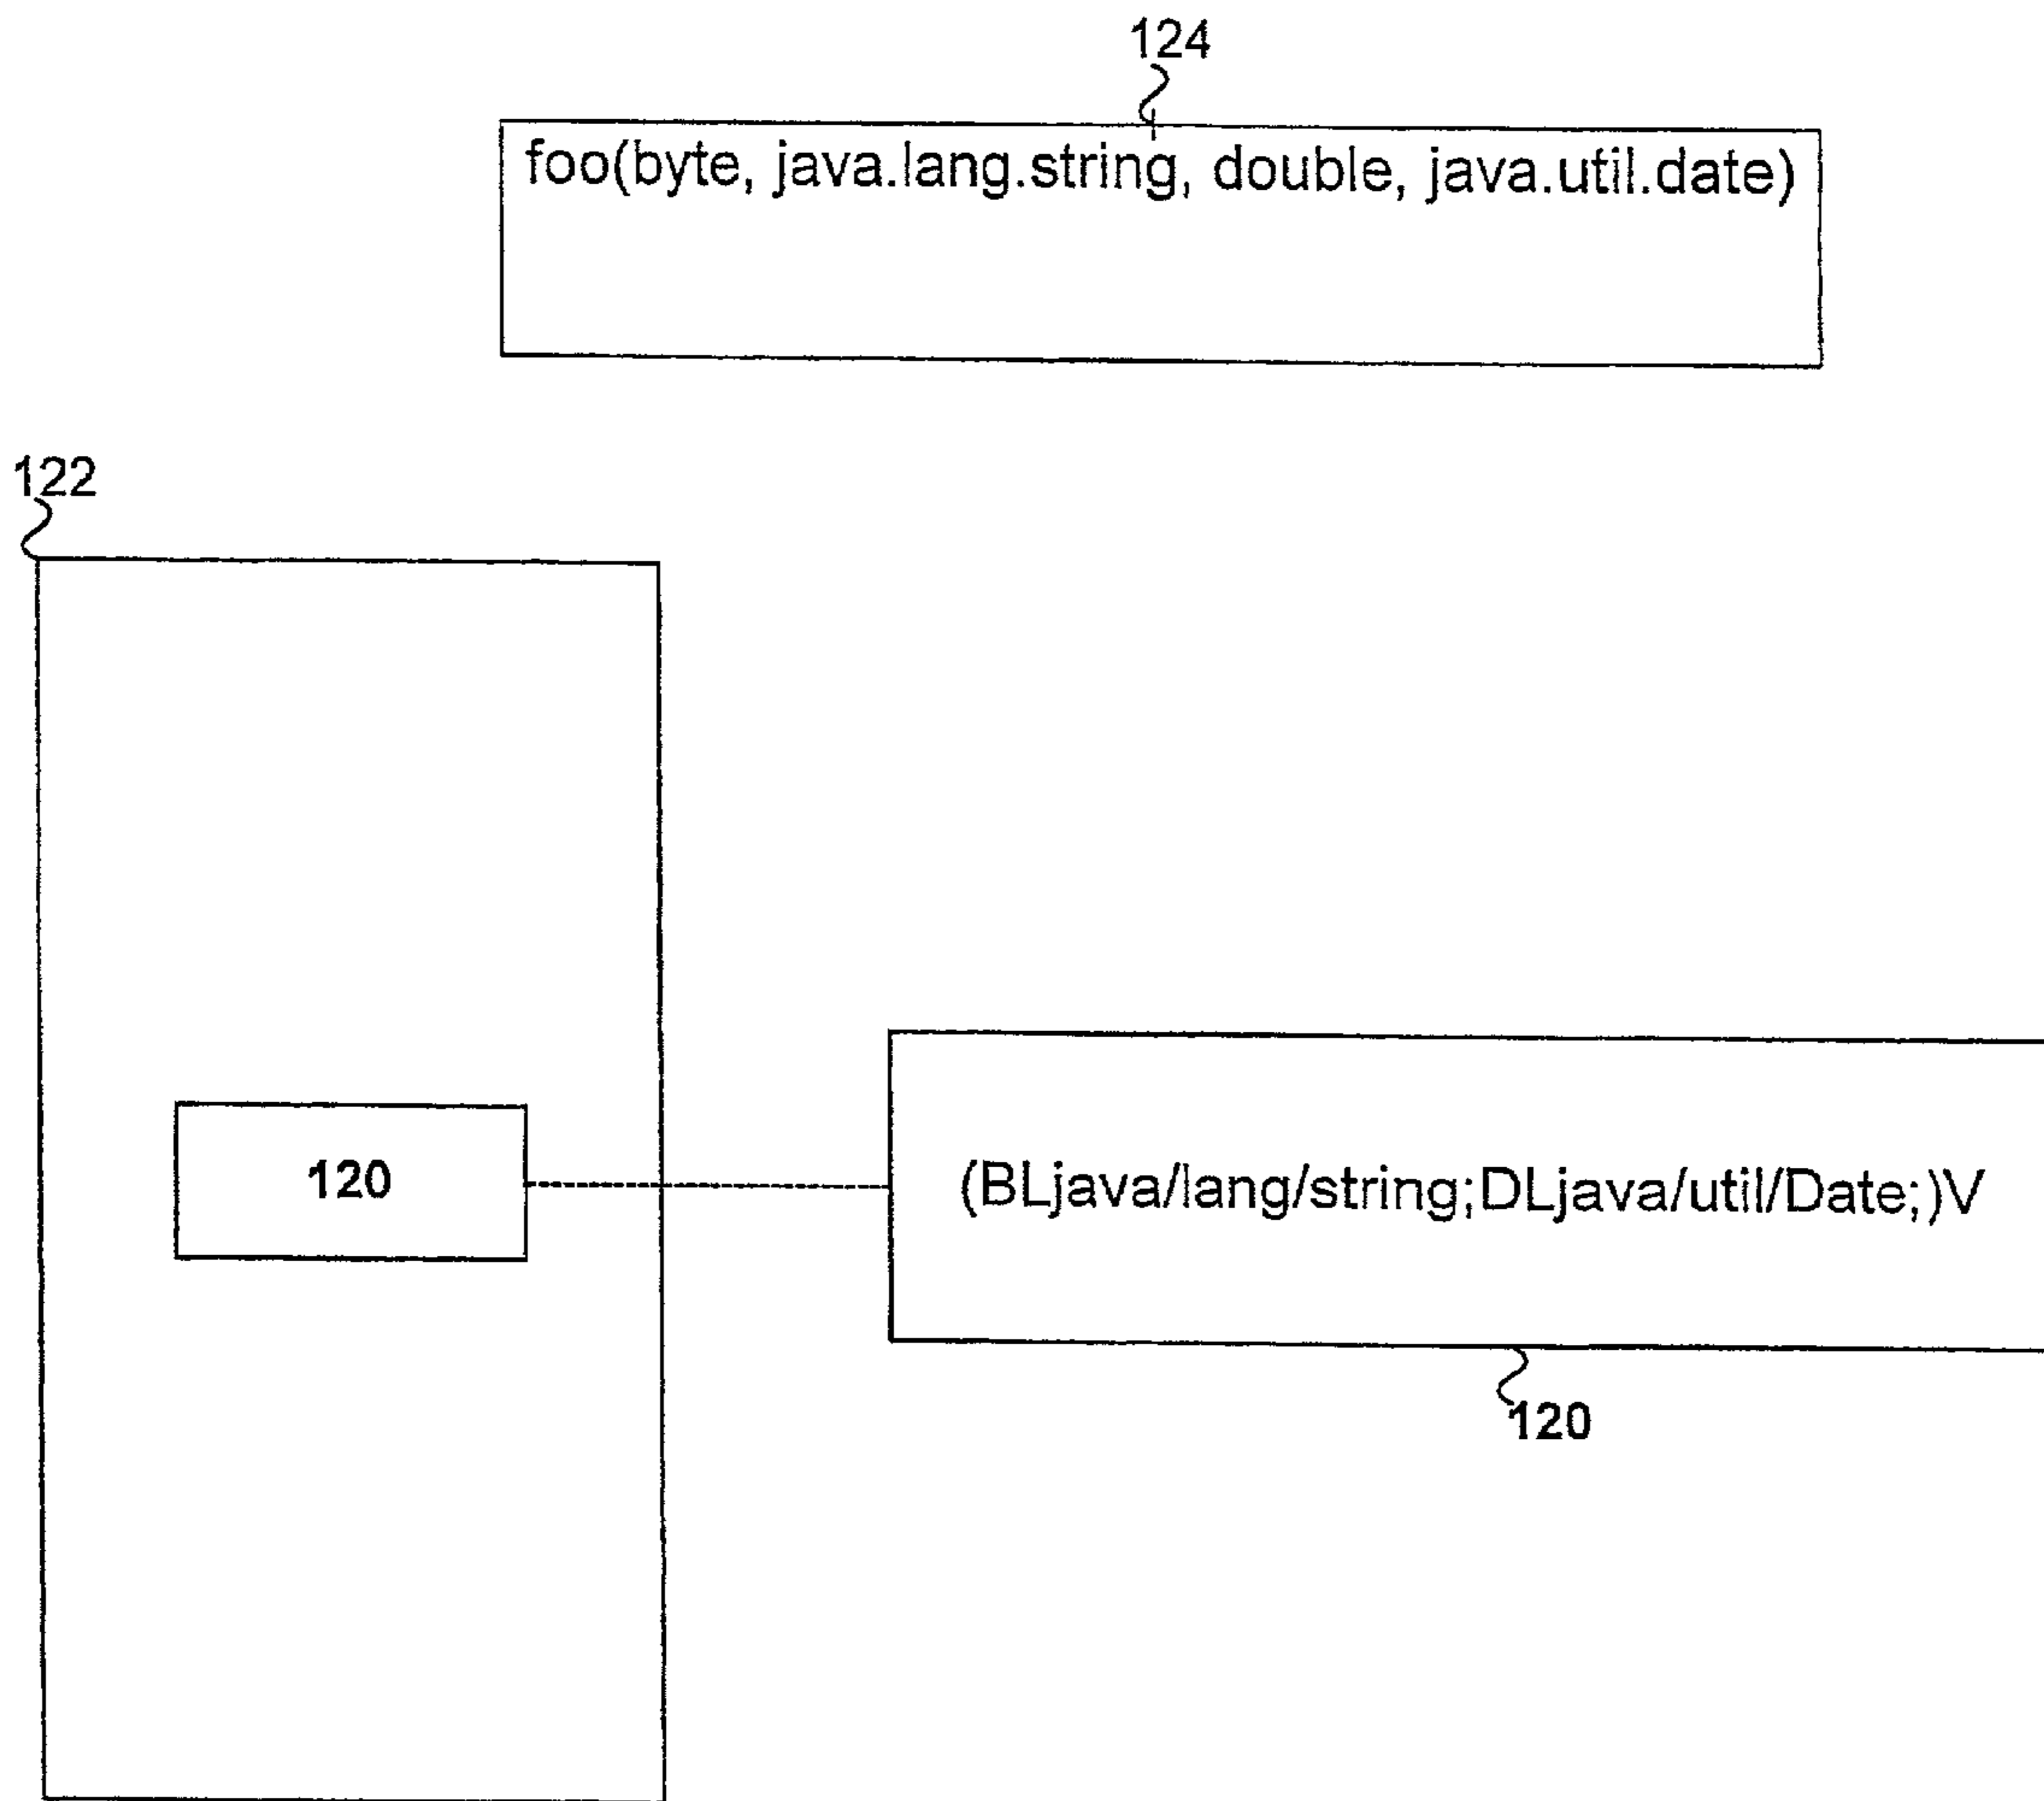 124
foo(byte, java.lang.string, double, java.util.date)
122
120
(BLjava/lang/string;DLjava/util/Date;)V
120